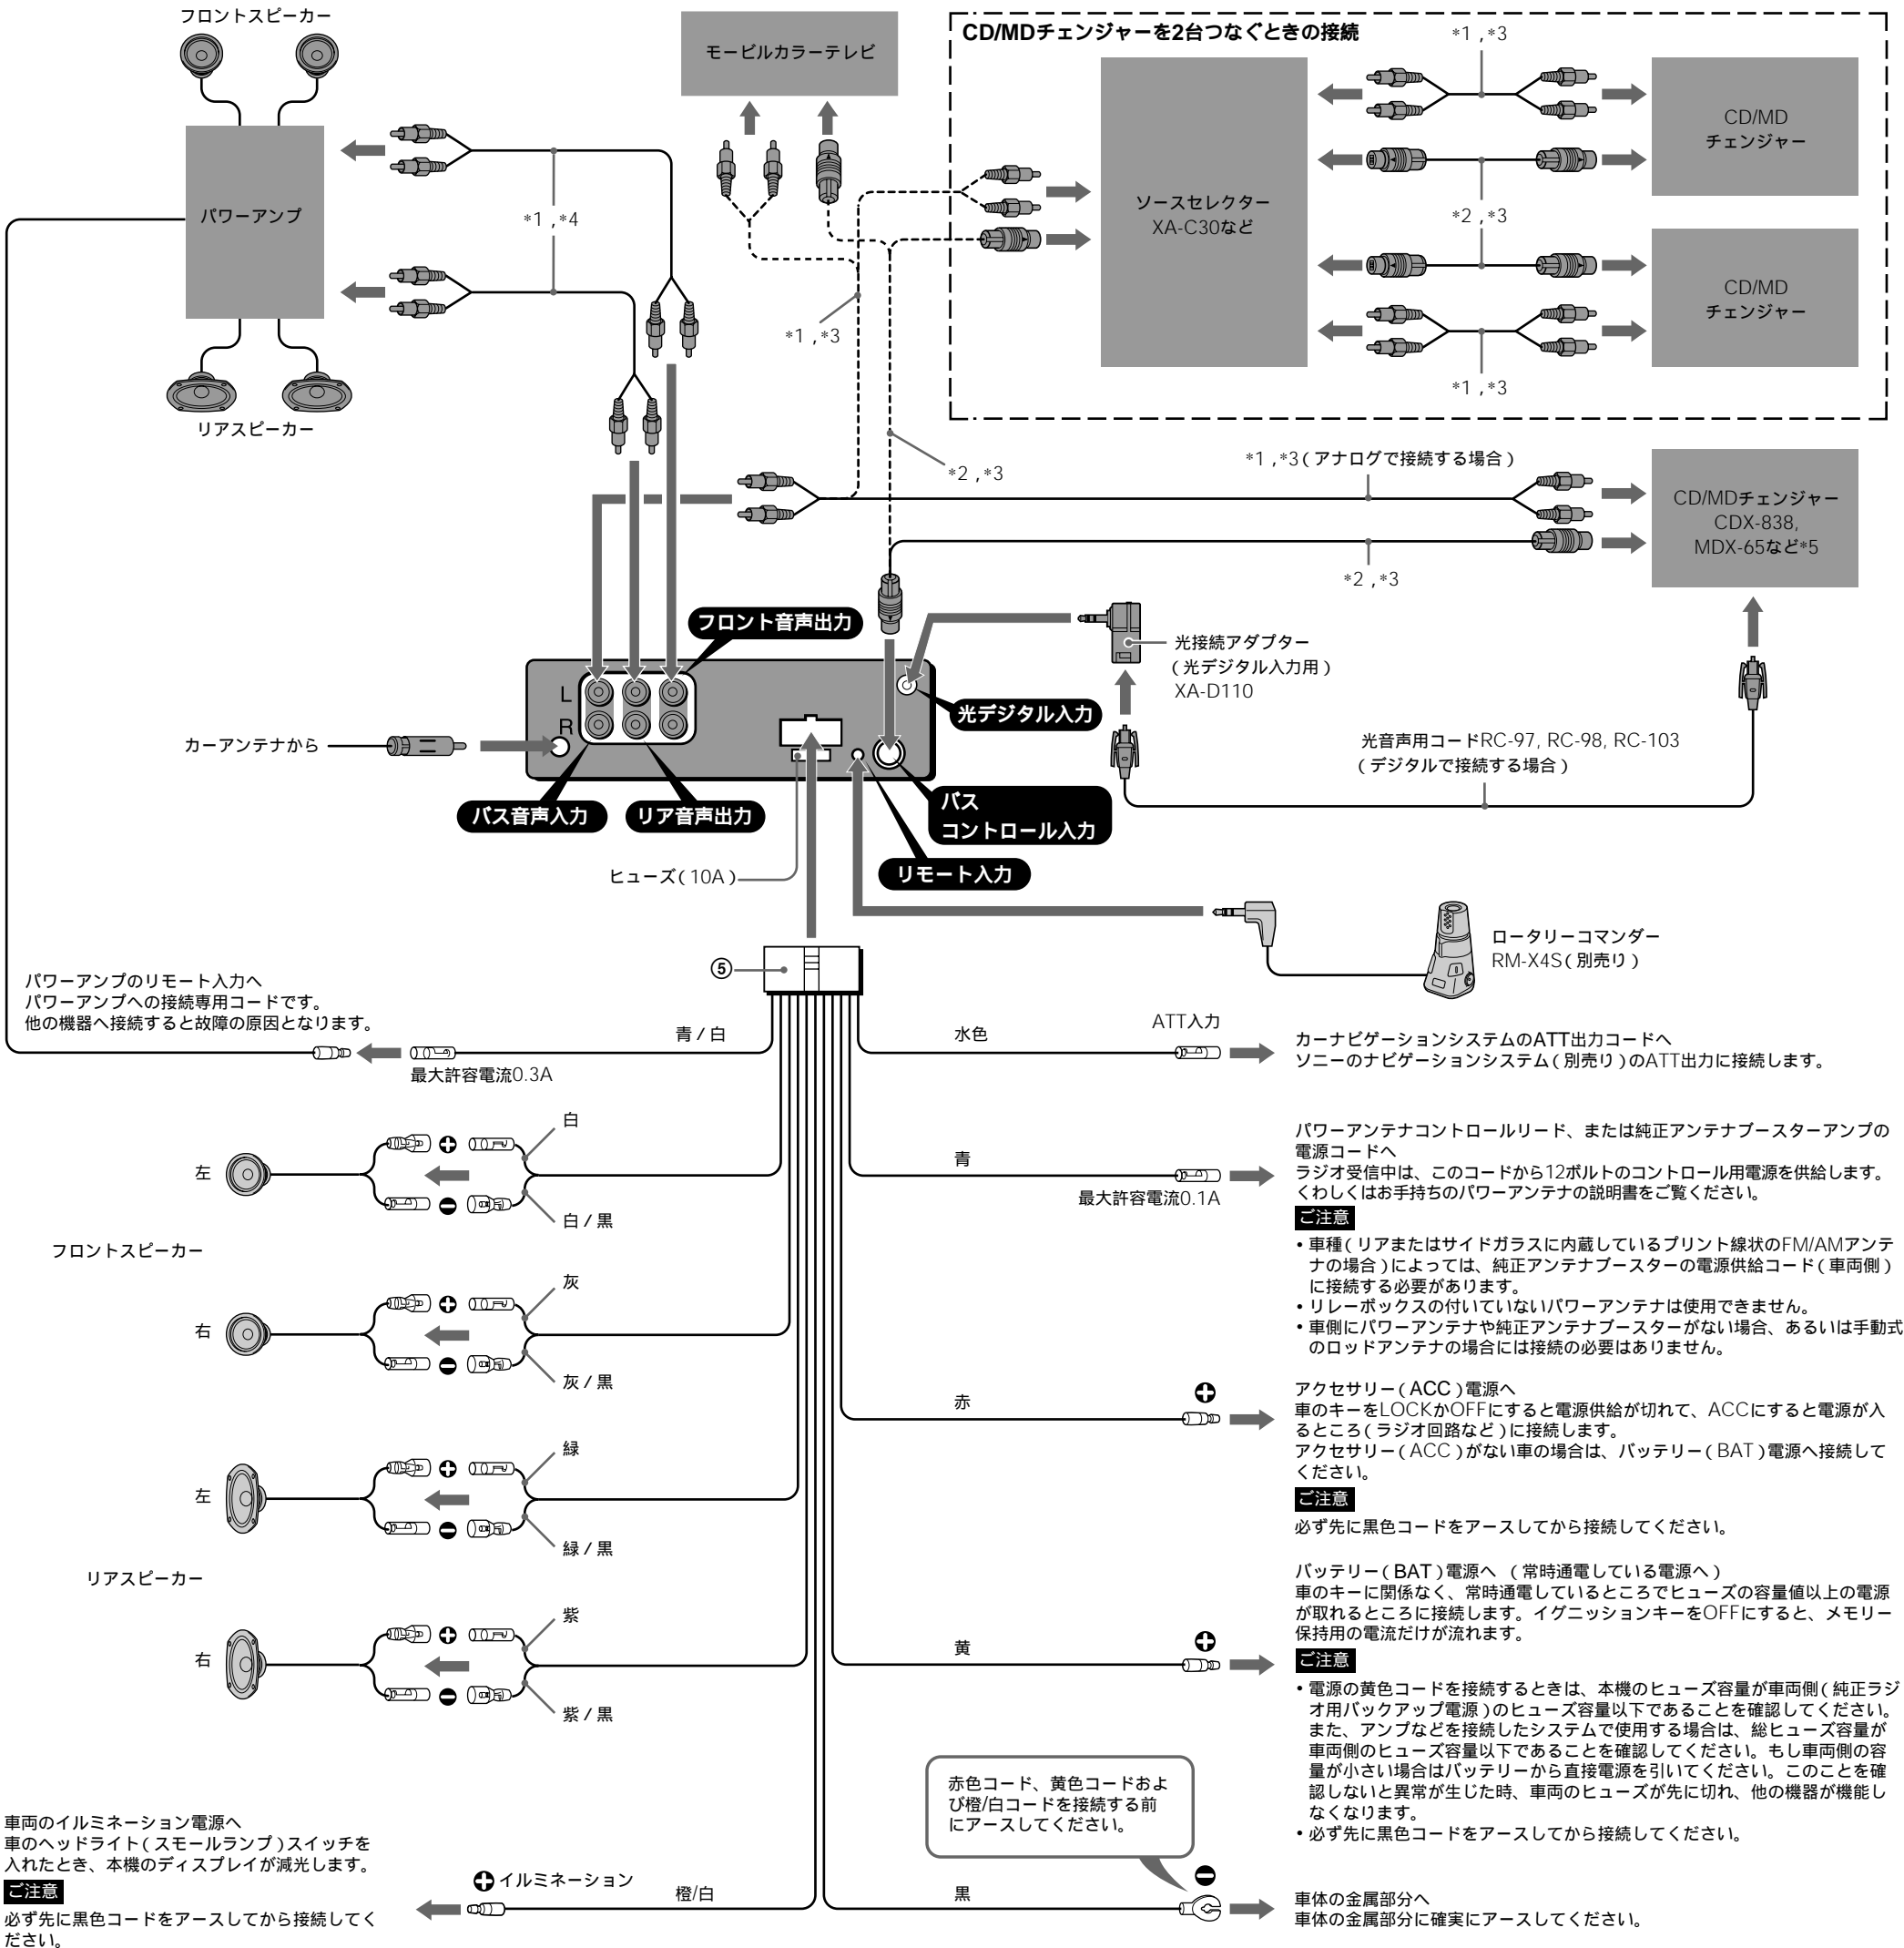 フロントスピーカー
モービルカラーテレビ
CD/MDチェンジャーを2台つなぐときの接続
*1 ,*3
CD/MD
チェンジャー
パワーアンプ
*1 ,*4
ソースセレクター
XA-C30など
*2 ,*3
CD/MD
チェンジャー
*1 ,*3
*1 ,*3
リアスピーカー
*2 ,*3
*1 ,*3(アナログで接続する場合)
CD/MDチェンジャー
CDX-838,
MDX-65など*5
*2 ,*3
フロント音声出力
光接続アダプター
(光デジタル入力用)
XA-D110
L
R
光デジタル入力
カーアンテナから
光音声用コードRC-97, RC-98, RC-103
(デジタルで接続する場合)
バス音声入力
リア音声出力
バス
コントロール入力
ヒューズ(10A)
リモート入力
ロータリーコマンダー
RM-X4S(別売り)
⑤
パワーアンプのリモート入力へ
パワーアンプへの接続専用コードです。
他の機器へ接続すると故障の原因となります。
青 / 白
最大許容電流0.3A
水色
ATT入力
カーナビゲーションシステムのATT出力コードへ
ソニーのナビゲーションシステム(別売り)のATT出力に接続します。
白
左
白 / 黒
青
最大許容電流0.1A
パワーアンテナコントロールリード、または純正アンテナブースターアンプの
電源コードへ
ラジオ受信中は、このコードから12ボルトのコントロール用電源を供給します。
くわしくはお手持ちのパワーアンテナの説明書をご覧ください。
ご注意
•車種(リアまたはサイドガラスに内蔵しているプリント線状のFM/AMアンテ
ナの場合)によっては、純正アンテナブースターの電源供給コード(車両側)
に接続する必要があります。
•リレーボックスの付いていないパワーアンテナは使用できません。
•車側にパワーアンテナや純正アンテナブースターがない場合、あるいは手動式
のロッドアンテナの場合には接続の必要はありません。
フロントスピーカー
灰
右
灰 / 黒
赤
アクセサリー(ACC)電源へ
車のキーをLOCKかOFFにすると電源供給が切れて、ACCにすると電源が入
るところ(ラジオ回路など)に接続します。
アクセサリー(ACC)がない車の場合は、バッテリー(BAT)電源へ接続して
ください。
ご注意
必ず先に黒色コードをアースしてから接続してください。
緑
左
緑 / 黒
リアスピーカー
紫
右
紫 / 黒
黄
バッテリー(BAT)電源へ (常時通電している電源へ)
車のキーに関係なく、常時通電しているところでヒューズの容量値以上の電源
が取れるところに接続します。イグニッションキーをOFFにすると、メモリー
保持用の電流だけが流れます。
ご注意
•電源の黄色コードを接続するときは、本機のヒューズ容量が車両側(純正ラジ
オ用バックアップ電源)のヒューズ容量以下であることを確認してください。
また、アンプなどを接続したシステムで使用する場合は、総ヒューズ容量が
車両側のヒューズ容量以下であることを確認してください。もし車両側の容
量が小さい場合はバッテリーから直接電源を引いてください。このことを確
認しないと異常が生じた時、車両のヒューズが先に切れ、他の機器が機能し
なくなります。
•必ず先に黒色コードをアースしてから接続してください。
赤色コード、黄色コードおよ
び橙/白コードを接続する前
にアースしてください。
車両のイルミネーション電源へ
車のヘッドライト(スモールランプ)スイッチを
入れたとき、本機のディスプレイが減光します。
ご注意
必ず先に黒色コードをアースしてから接続してく
ださい。
イルミネーション
橙/白
黒
車体の金属部分へ
車体の金属部分に確実にアースしてください。